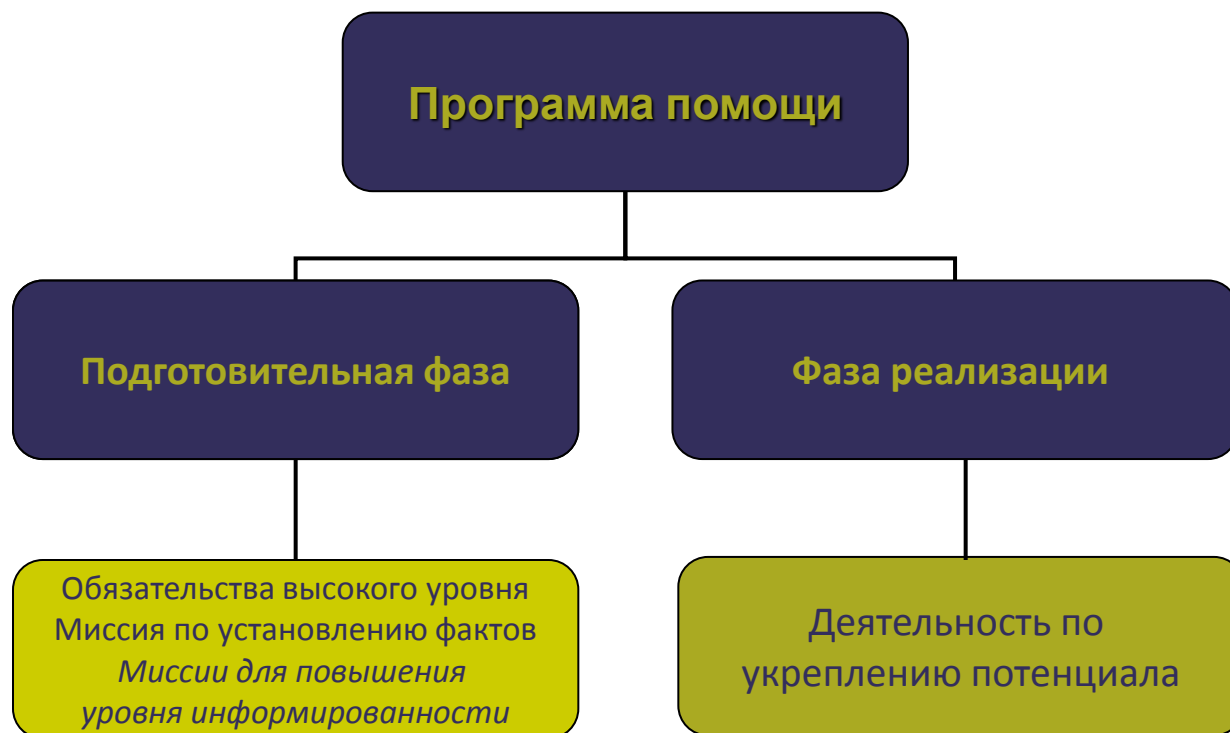 Программа помощи
Подготовительная фаза
Фаза реализации
Обязательства высокого уровня
Миссия по установлению фактов
Миссии для повышения
уровня информированности
Деятельность по
укреплению потенциала